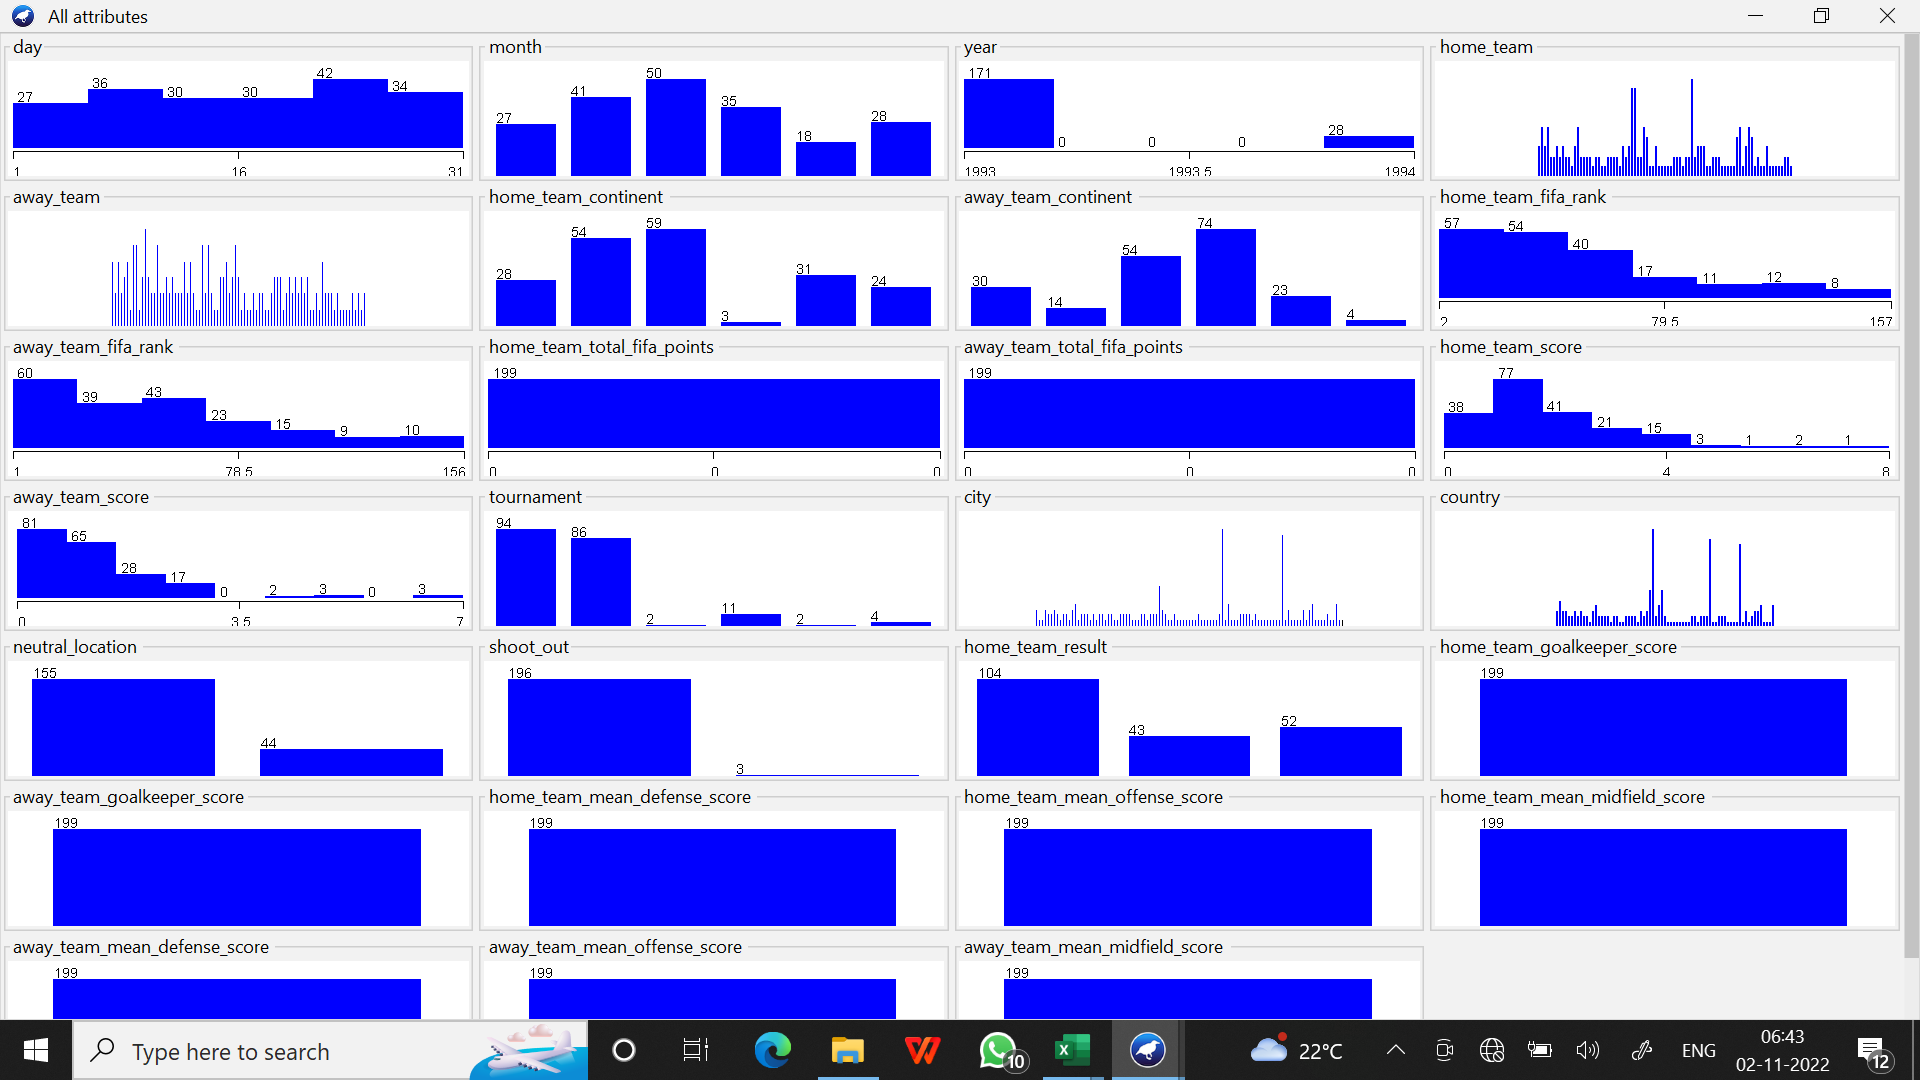 All attributes
day
27 36 30 30 42 34
1 16 31
month
27 41 50 35 18 28
year
171 0 0 0 28
1993 1993.5 1994
home_team
away_team
home_team_continent
28 54 59 3 31 24
away_team_continent
30 14 54 74 23 4
home_team_fifa_rank
57 54 40 17 11 12 8
2 79.5 157
away_team_fifa_rank
60 39 43 23 15 9 10
1 78.5 156
home_team_total_fifa_points
199
0 0 0
away_team_total_fifa_points
199
0 0 0
home_team_score
38 77 41 21 15 3 1 2 1
0 4 8
away_team_score
81 65 28 17 0 2 3 0 3
0 3.5 7
tournament
94 86 2 11 2 4
city
country
neutral_location
155 44
shoot_out
196 3
home_team_result
104 43 52
home_team_goalkeeper_score
199
away_team_goalkeeper_score
199
home_team_mean_defense_score
199
home_team_mean_offense_score
199
home_team_mean_midfield_score
199
away_team_mean_defense_score
199
away_team_mean_offense_score
199
away_team_mean_midfield_score
199
Type here to search
10
22°C
ENG
06:43
02-11-2022
12